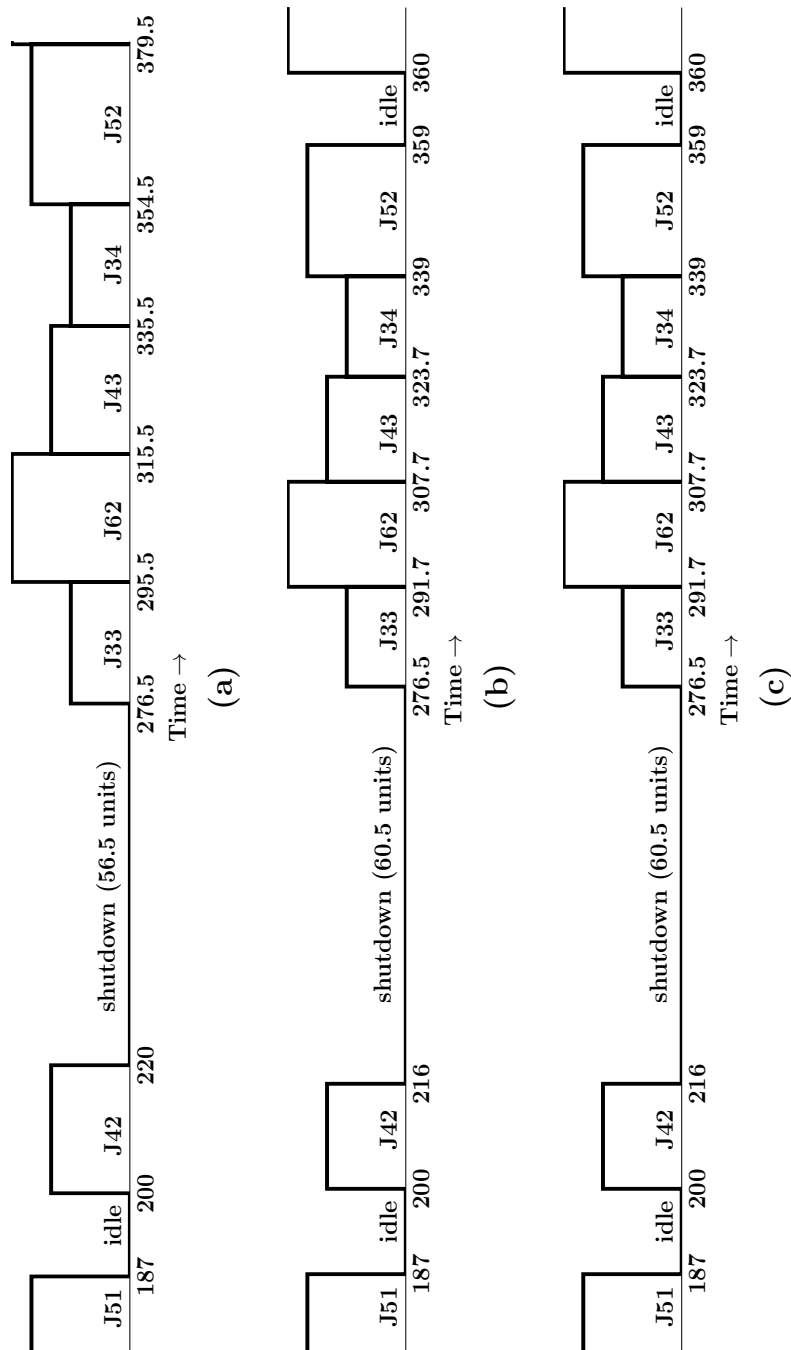 J51 idle J42 shutdown (56.5 units) J33 J62 J43 J34 J52
187 200 220 276.5 295.5 315.5 335.5 354.5 379.5
Time →
(a)
J51 idle J42 shutdown (60.5 units) J33 J62 J43 J34 J52 idle
187 200 216 276.5 291.7 307.7 323.7 339 359 360
Time →
(b)
J51 idle J42 shutdown (60.5 units) J33 J62 J43 J34 J52 idle
187 200 216 276.5 291.7 307.7 323.7 339 359 360
Time →
(c)